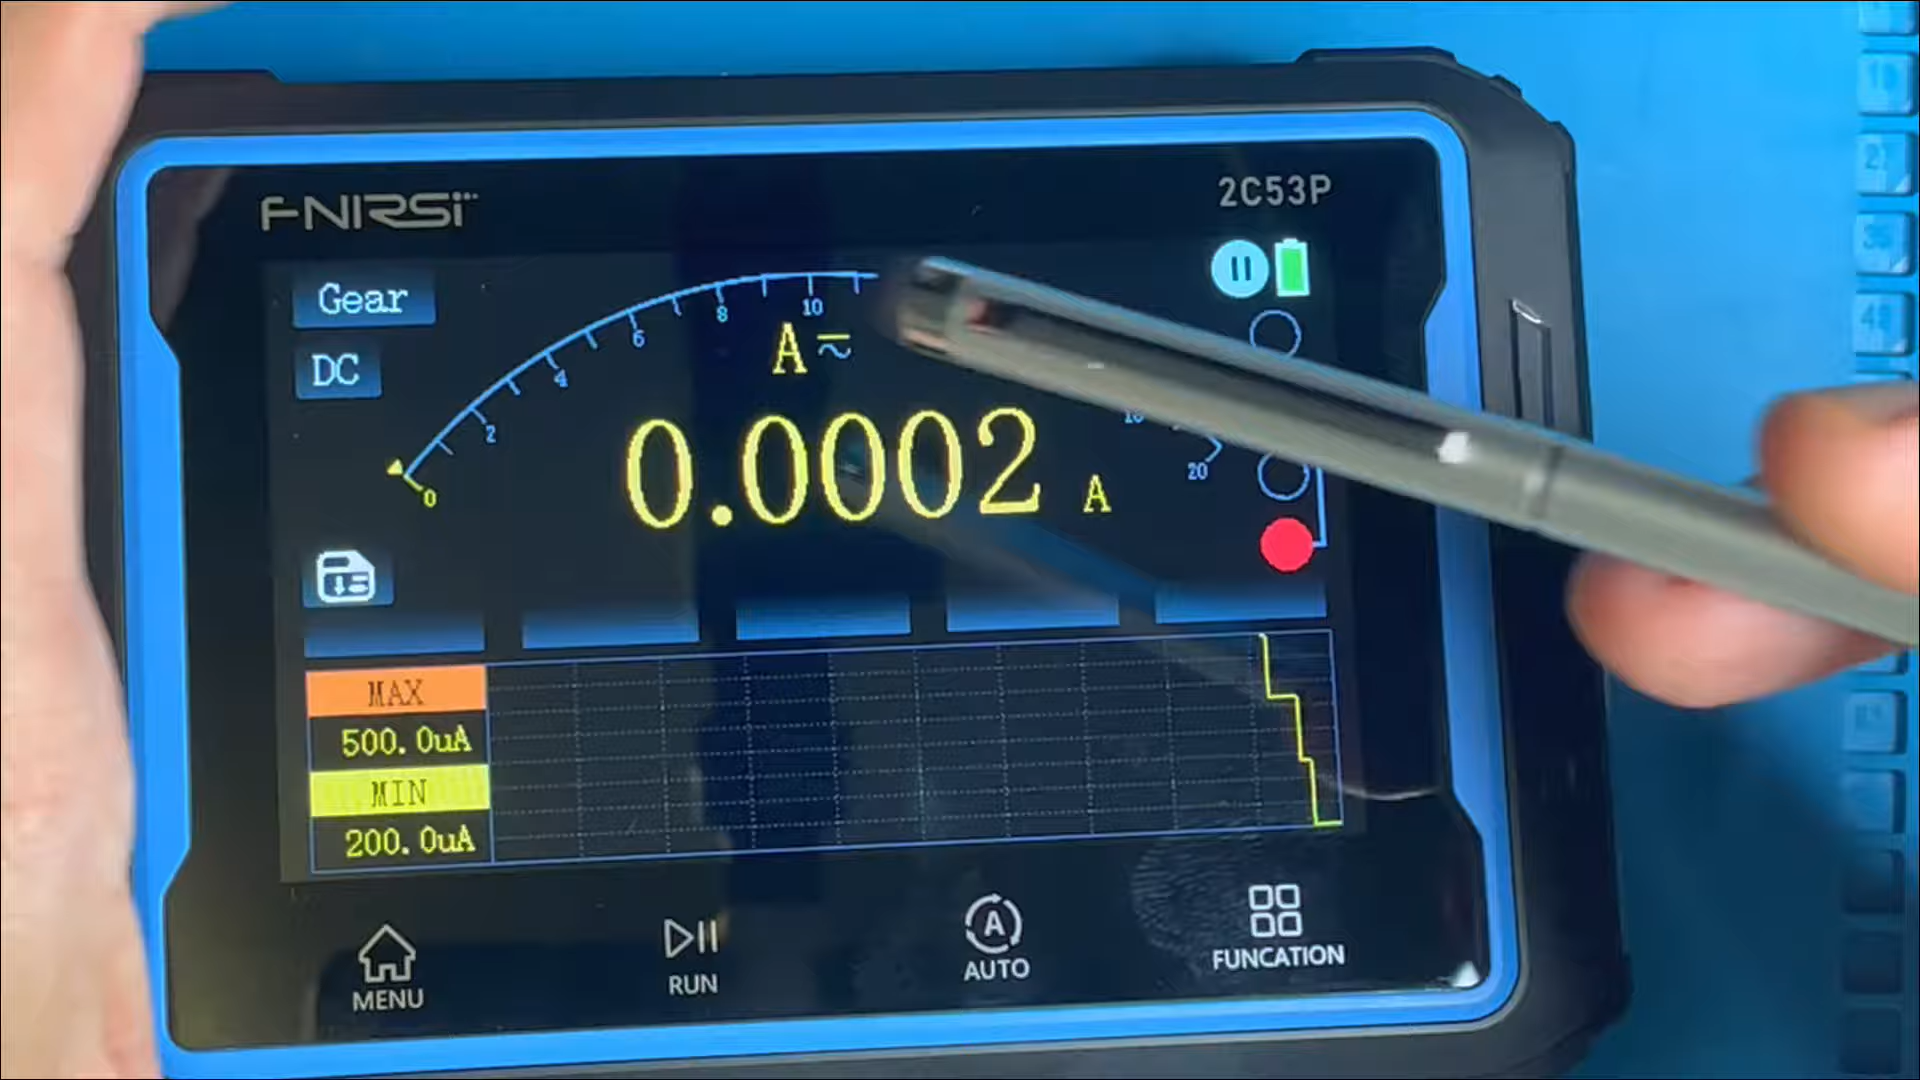 FNIRSI
2C53P
Gear
DC
0
2
4
6
8
10
18
20
A
0.0002 A
MAX
500.0uA
MIN
200.0uA
MENU
RUN
A
AUTO
FUNCATION